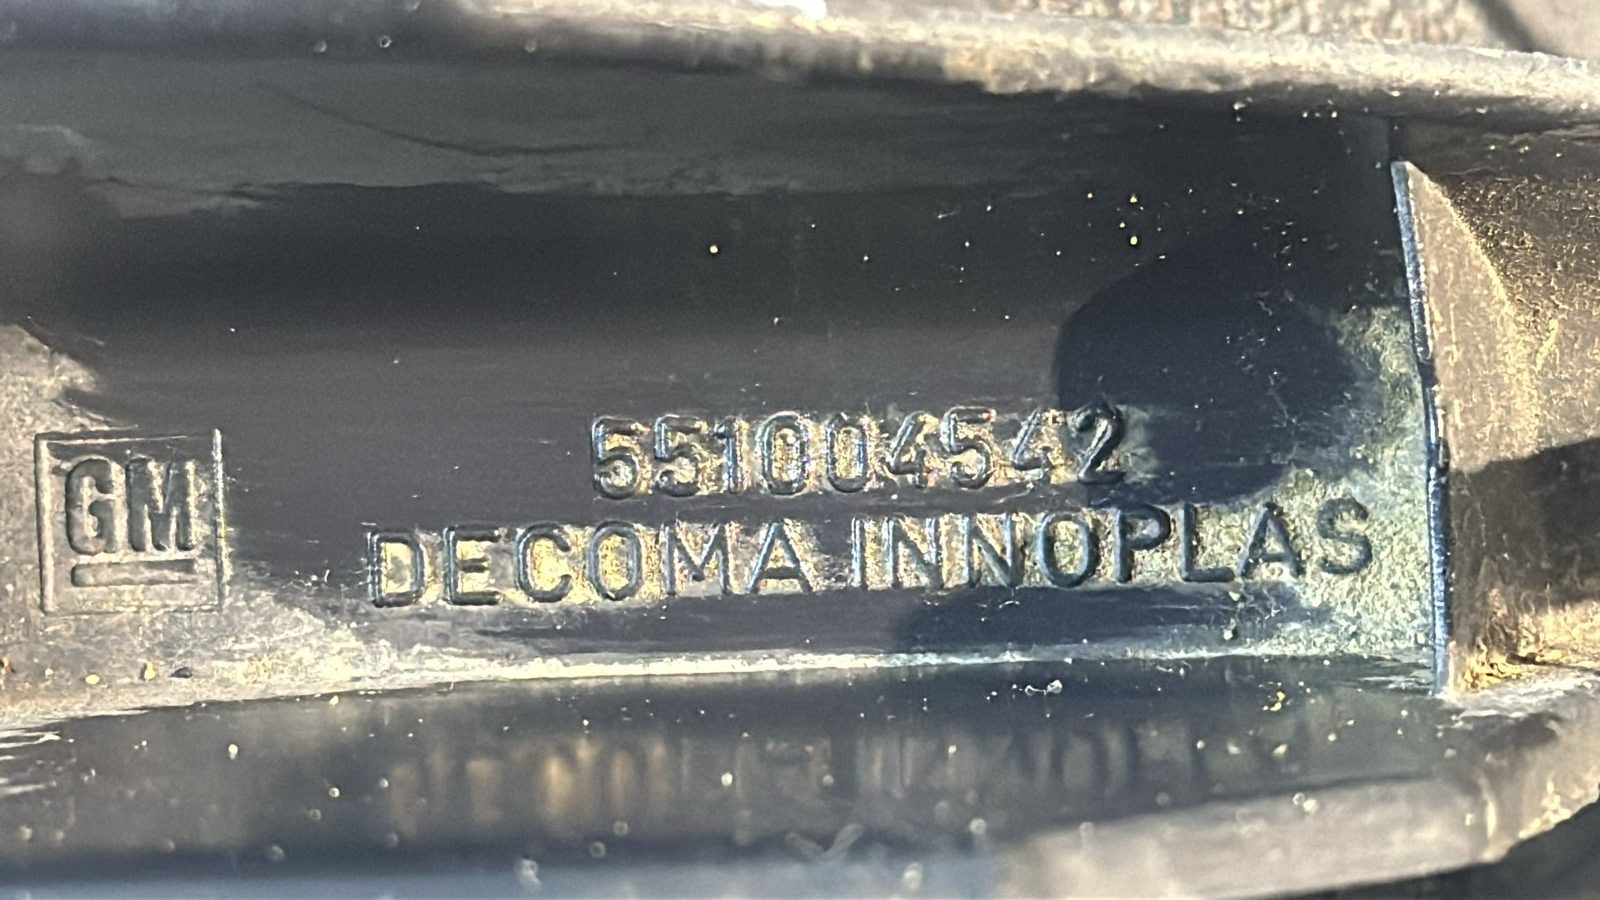 551004542
GM
DECOMA INNOPLAS